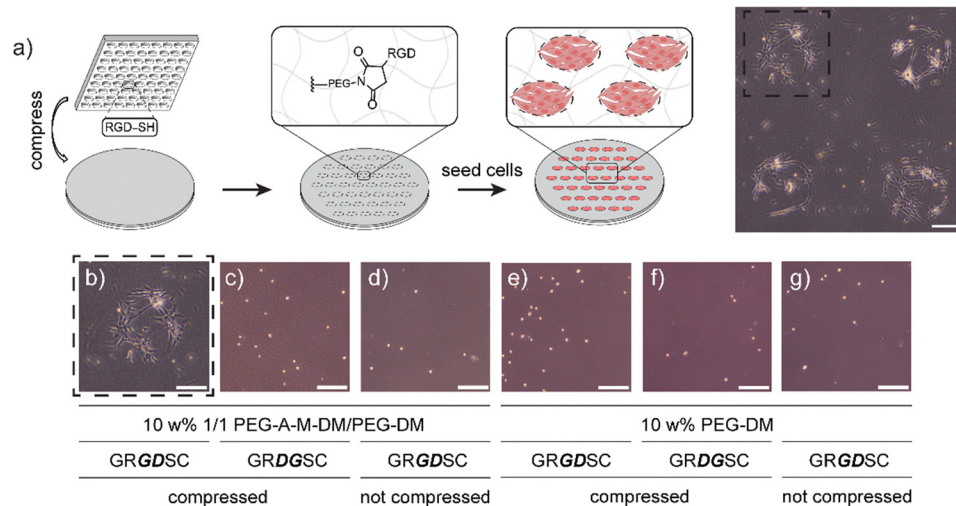 a)
compress
RGD–SH
O
RGD
PEG
N
O
seed cells
b)
c)
d)
e)
f)
g)
10 w% 1/1 PEG-A-M-DM/PEG-DM
10 w% PEG-DM
GRGDSC
GRDGSC
GRGDSC
GRGDSC
GRDGSC
GRGDSC
compressed
not compressed
compressed
not compressed